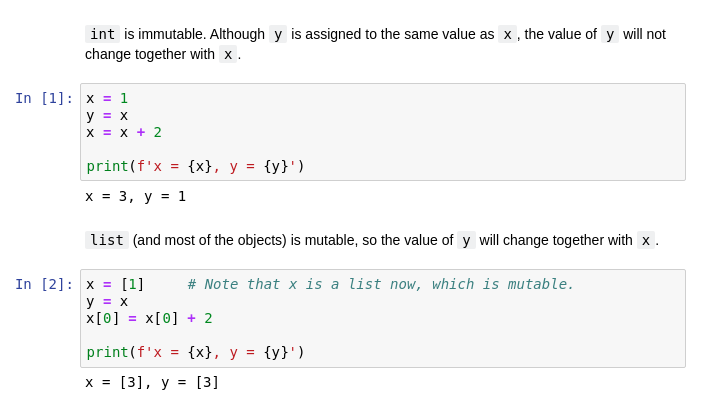 int is immutable. Although y is assigned to the same value as x , the value of y will not
change together with x .
In [1]: x = 1
y = x
x = x + 2
print(f'x = {x}, y = {y}')
x = 3, y = 1
list (and most of the objects) is mutable, so the value of y will change together with x .
In [2]: x = [1]     # Note that x is a list now, which is mutable.
y = x
x[0] = x[0] + 2
print(f'x = {x}, y = {y}')
x = [3], y = [3]